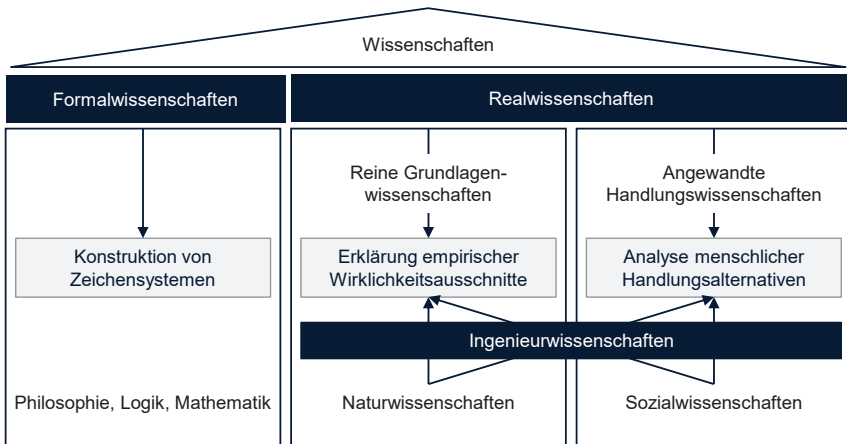 Wissenschaften
Formalwissenschaften
Realwissenschaften
Reine Grundlagen-
wissenschaften
Angewandte
Handlungswissenschaften
Konstruktion von
Zeichensystemen
Erklärung empirischer
Wirklichkeitsausschnitte
Analyse menschlicher
Handlungsalternativen
Ingenieurwissenschaften
Philosophie, Logik, Mathematik
Naturwissenschaften
Sozialwissenschaften